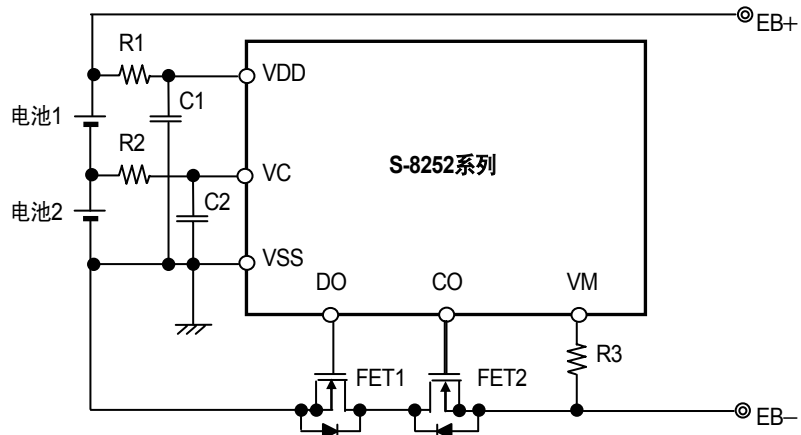 EB+
R1
VDD
C1
电池1
R2
S-8252系列
VC
C2
电池2
VSS
DO
CO
VM
R3
FET1
FET2
EB−